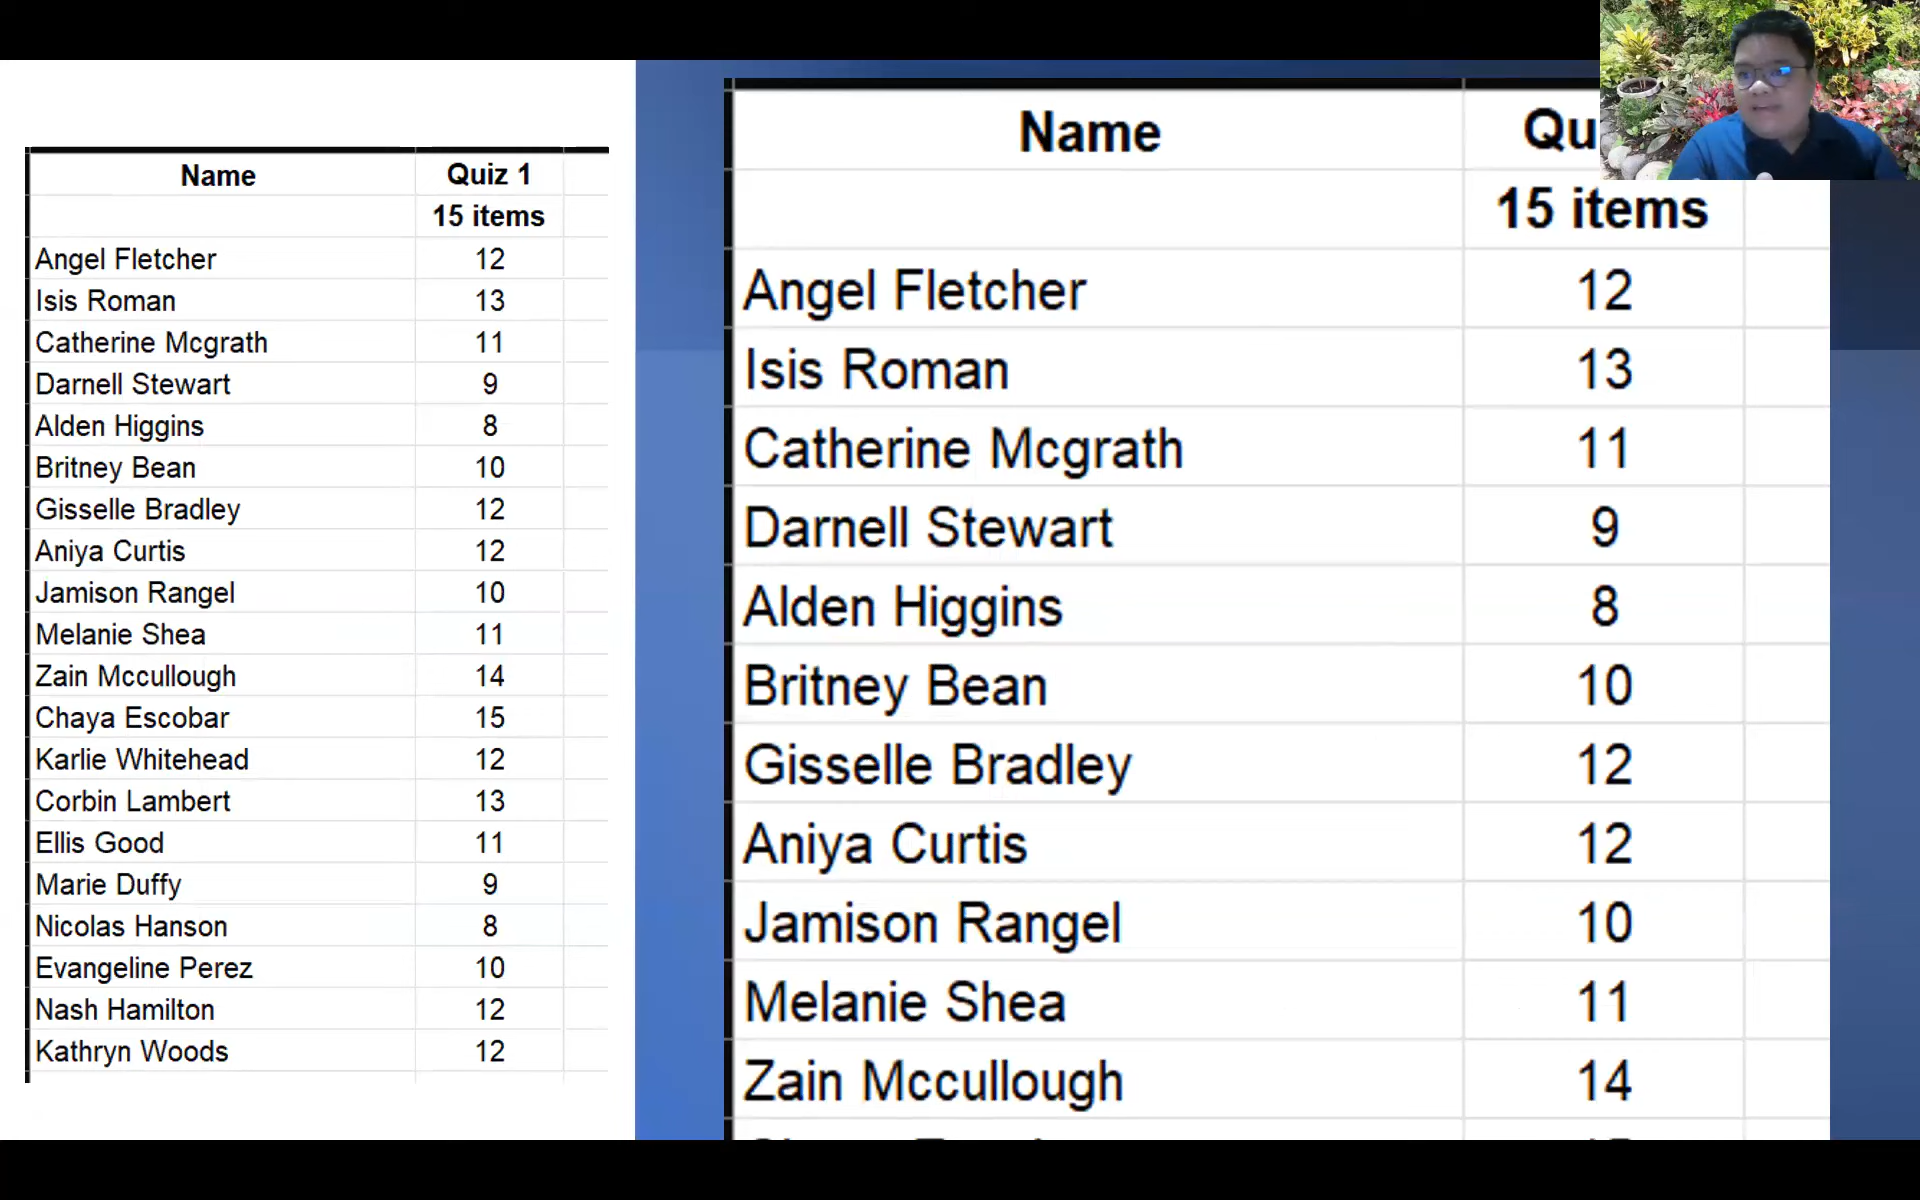 Name Quiz 1
15 items
Angel Fletcher 12
Isis Roman 13
Catherine Mcgrath 11
Darnell Stewart 9
Alden Higgins 8
Britney Bean 10
Gisselle Bradley 12
Aniya Curtis 12
Jamison Rangel 10
Melanie Shea 11
Zain Mccullough 14
Chaya Escobar 15
Karlie Whitehead 12
Corbin Lambert 13
Ellis Good 11
Marie Duffy 9
Nicolas Hanson 8
Evangeline Perez 10
Nash Hamilton 12
Kathryn Woods 12
Name Qu
15 items
Angel Fletcher 12
Isis Roman 13
Catherine Mcgrath 11
Darnell Stewart 9
Alden Higgins 8
Britney Bean 10
Gisselle Bradley 12
Aniya Curtis 12
Jamison Rangel 10
Melanie Shea 11
Zain Mccullough 14